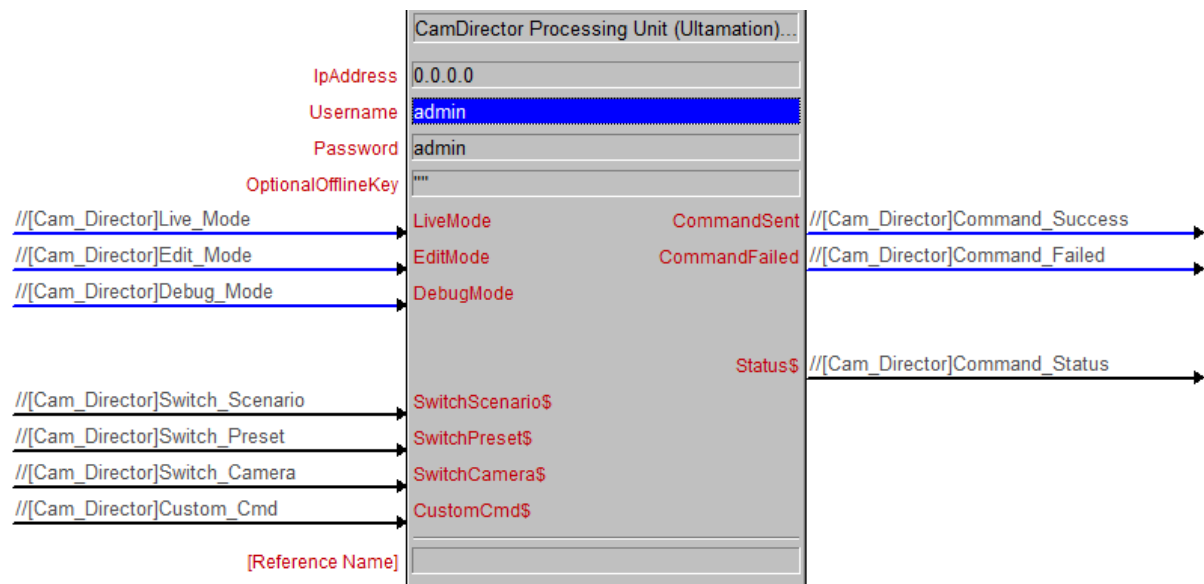 CamDirector Processing Unit (Ultamation)...
IpAddress 0.0.0.0
Username admin
Password admin
OptionalOfflineKey ""
//[Cam_Director]Live_Mode LiveMode CommandSent //[Cam_Director]Command_Success
//[Cam_Director]Edit_Mode EditMode CommandFailed //[Cam_Director]Command_Failed
//[Cam_Director]Debug_Mode DebugMode
Status$ //[Cam_Director]Command_Status
//[Cam_Director]Switch_Scenario SwitchScenario$
//[Cam_Director]Switch_Preset SwitchPreset$
//[Cam_Director]Switch_Camera SwitchCamera$
//[Cam_Director]Custom_Cmd CustomCmd$
[Reference Name]